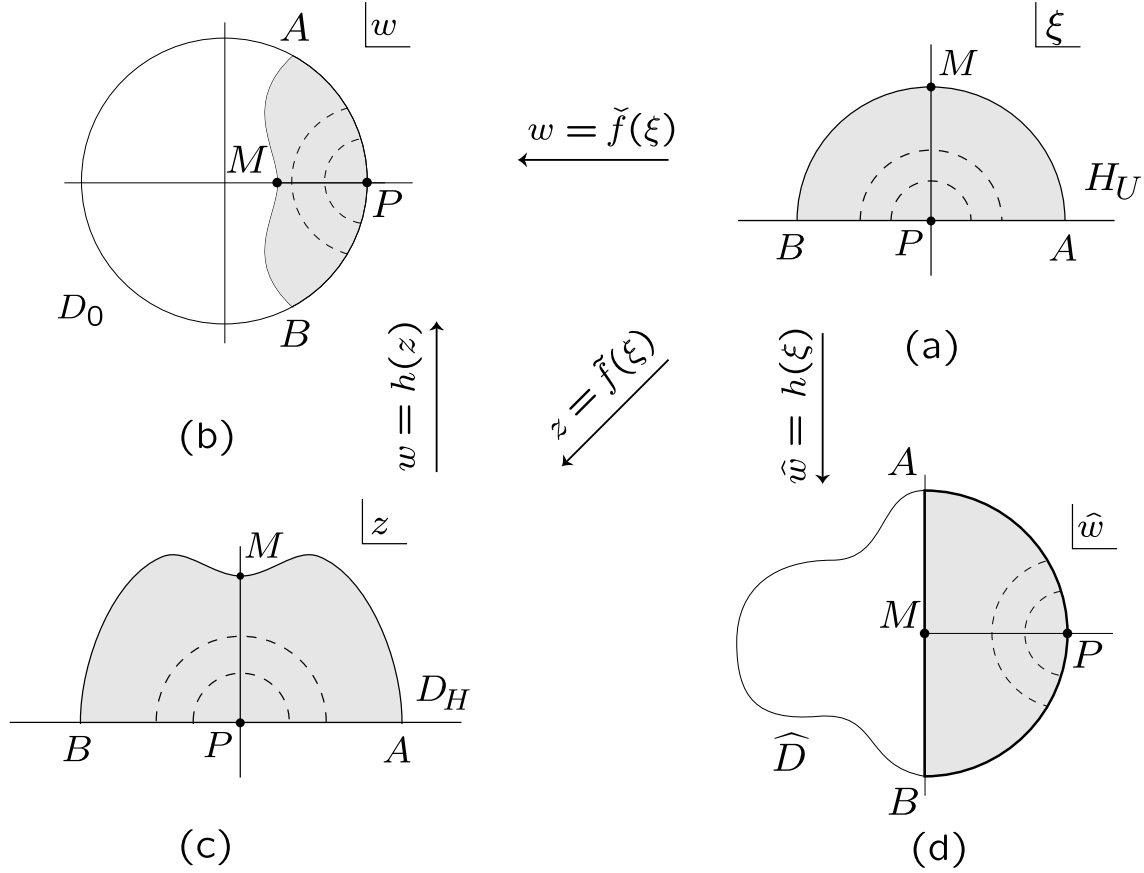 A
w
M
P
D₀
B
(b)
w = f̌(ξ)
ξ
M
H_U
B
P
A
(a)
w = h(z)
z = f̃(ξ)
ŵ = h(ξ)
z
M
D_H
B
P
A
(c)
A
ŵ
M
P
D̂
B
(d)